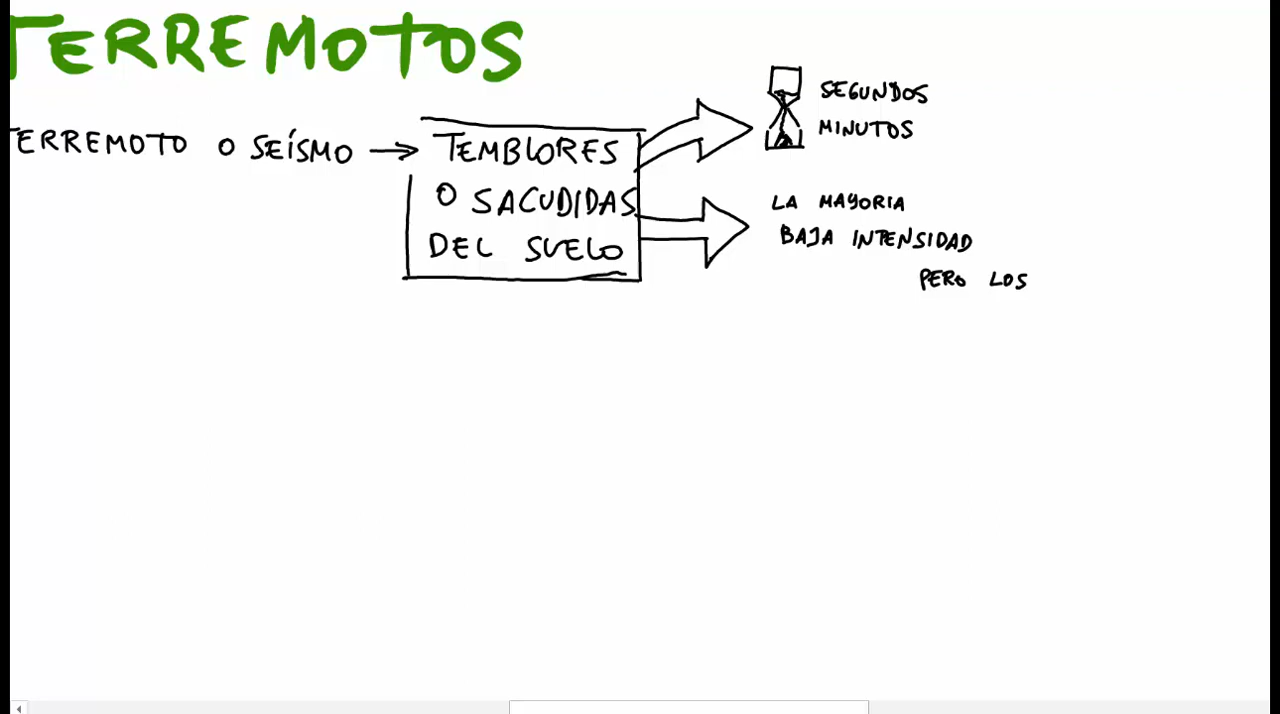 TERREMOTOS
TERREMOTO O SEÍSMO → TEMBLORES
O SACUDIDAS
DEL SUELO
SEGUNDOS
MINUTOS
LA MAYORIA
BAJA INTENSIDAD
PERO LOS